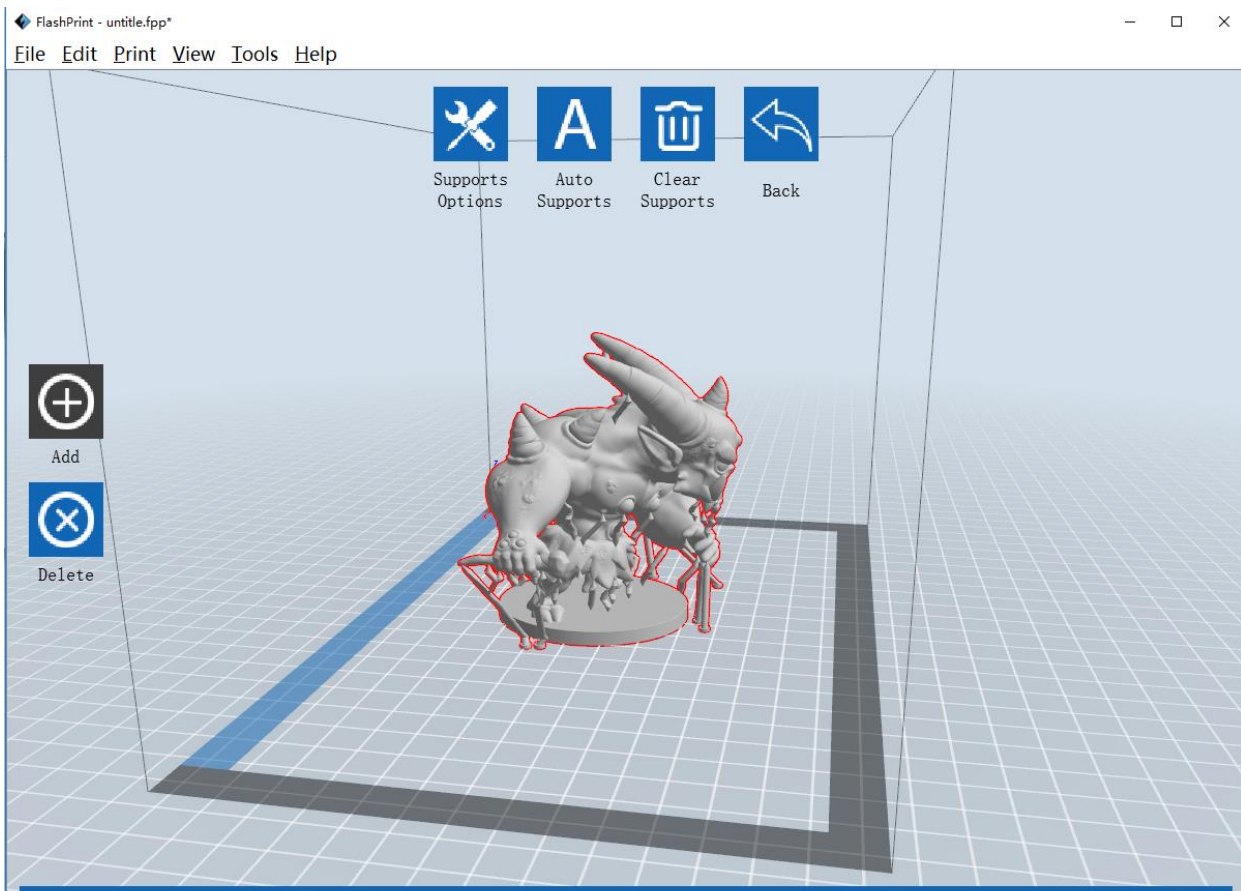 FlashPrint - untitle.fpp*
File Edit Print View Tools Help
Supports
Options
Auto
Supports
Clear
Supports
Back
Add
Delete